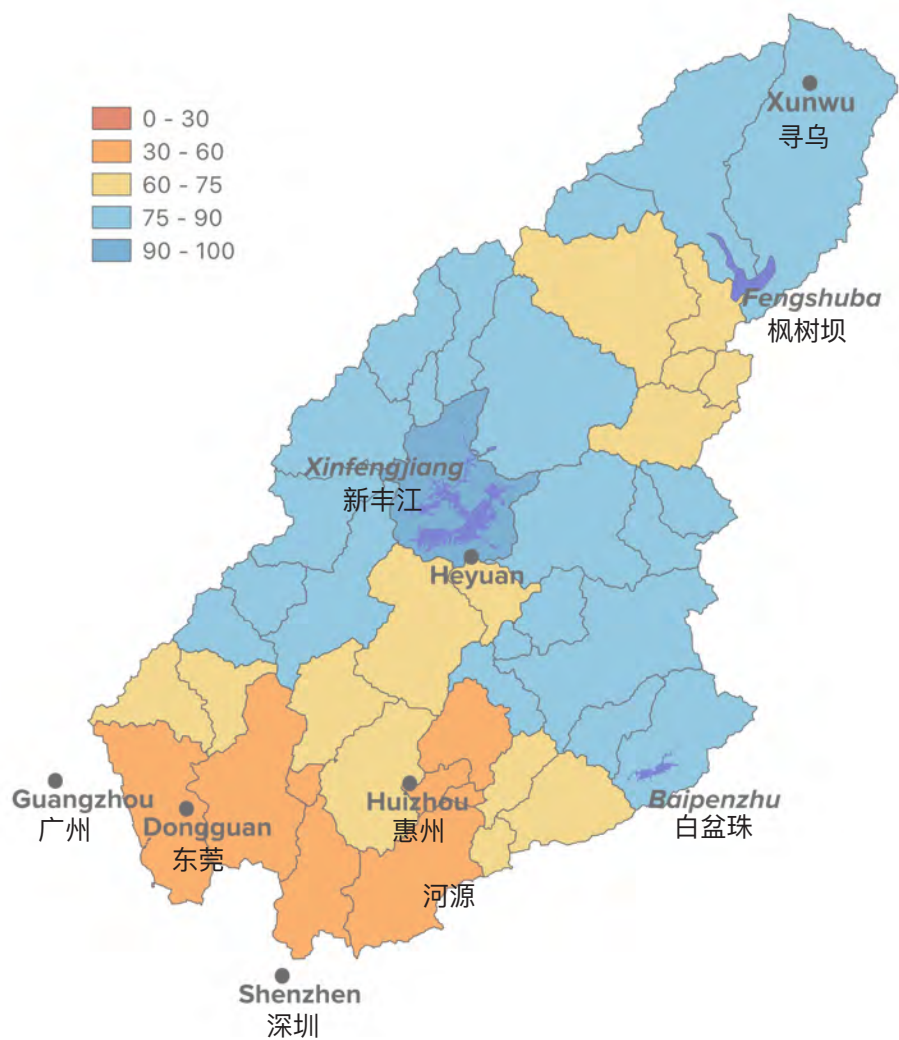 0 - 30
30 - 60
60 - 75
75 - 90
90 - 100
Xunwu
寻乌
Fengshuba
枫树坝
Xinfengjiang
新丰江
Heyuan
Guangzhou
广州
Dongguan
东莞
Huizhou
惠州
Baipenzhu
白盆珠
河源
Shenzhen
深圳